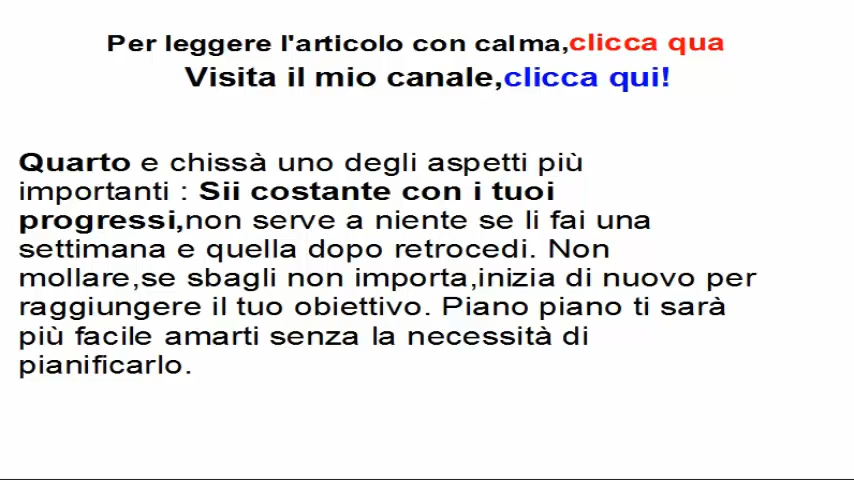 Per leggere l'articolo con calma,clicca qua
Visita il mio canale,clicca qui!
Quarto e chissà uno degli aspetti più
importanti : Sii costante con i tuoi
progressi,non serve a niente se li fai una
settimana e quella dopo retrocedi. Non
mollare,se sbagli non importa,inizia di nuovo per
raggiungere il tuo obiettivo. Piano piano ti sarà
più facile amarti senza la necessità di
pianificarlo.